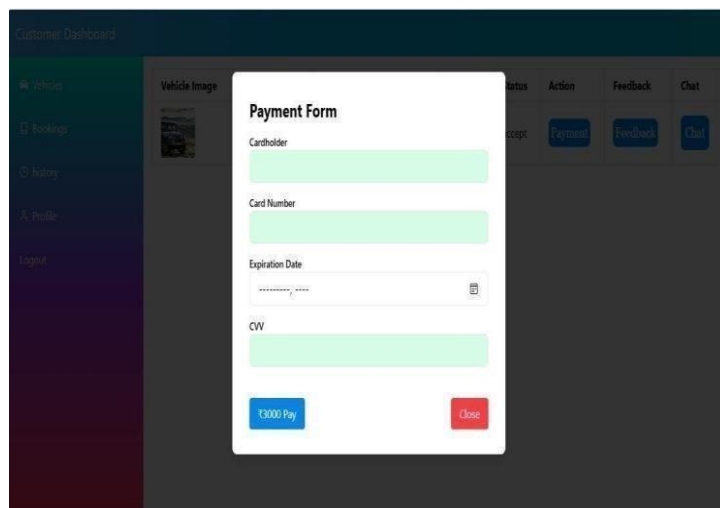 Customer Dashboard
Vehicles
Bookings
history
Profile
Logout
Vehicle Image
Status Action Feedback Chat
Payment Feedback Chat
Payment Form
Cardholder
Card Number
Expiration Date
---------, ----
CVV
₹3000 Pay
Close